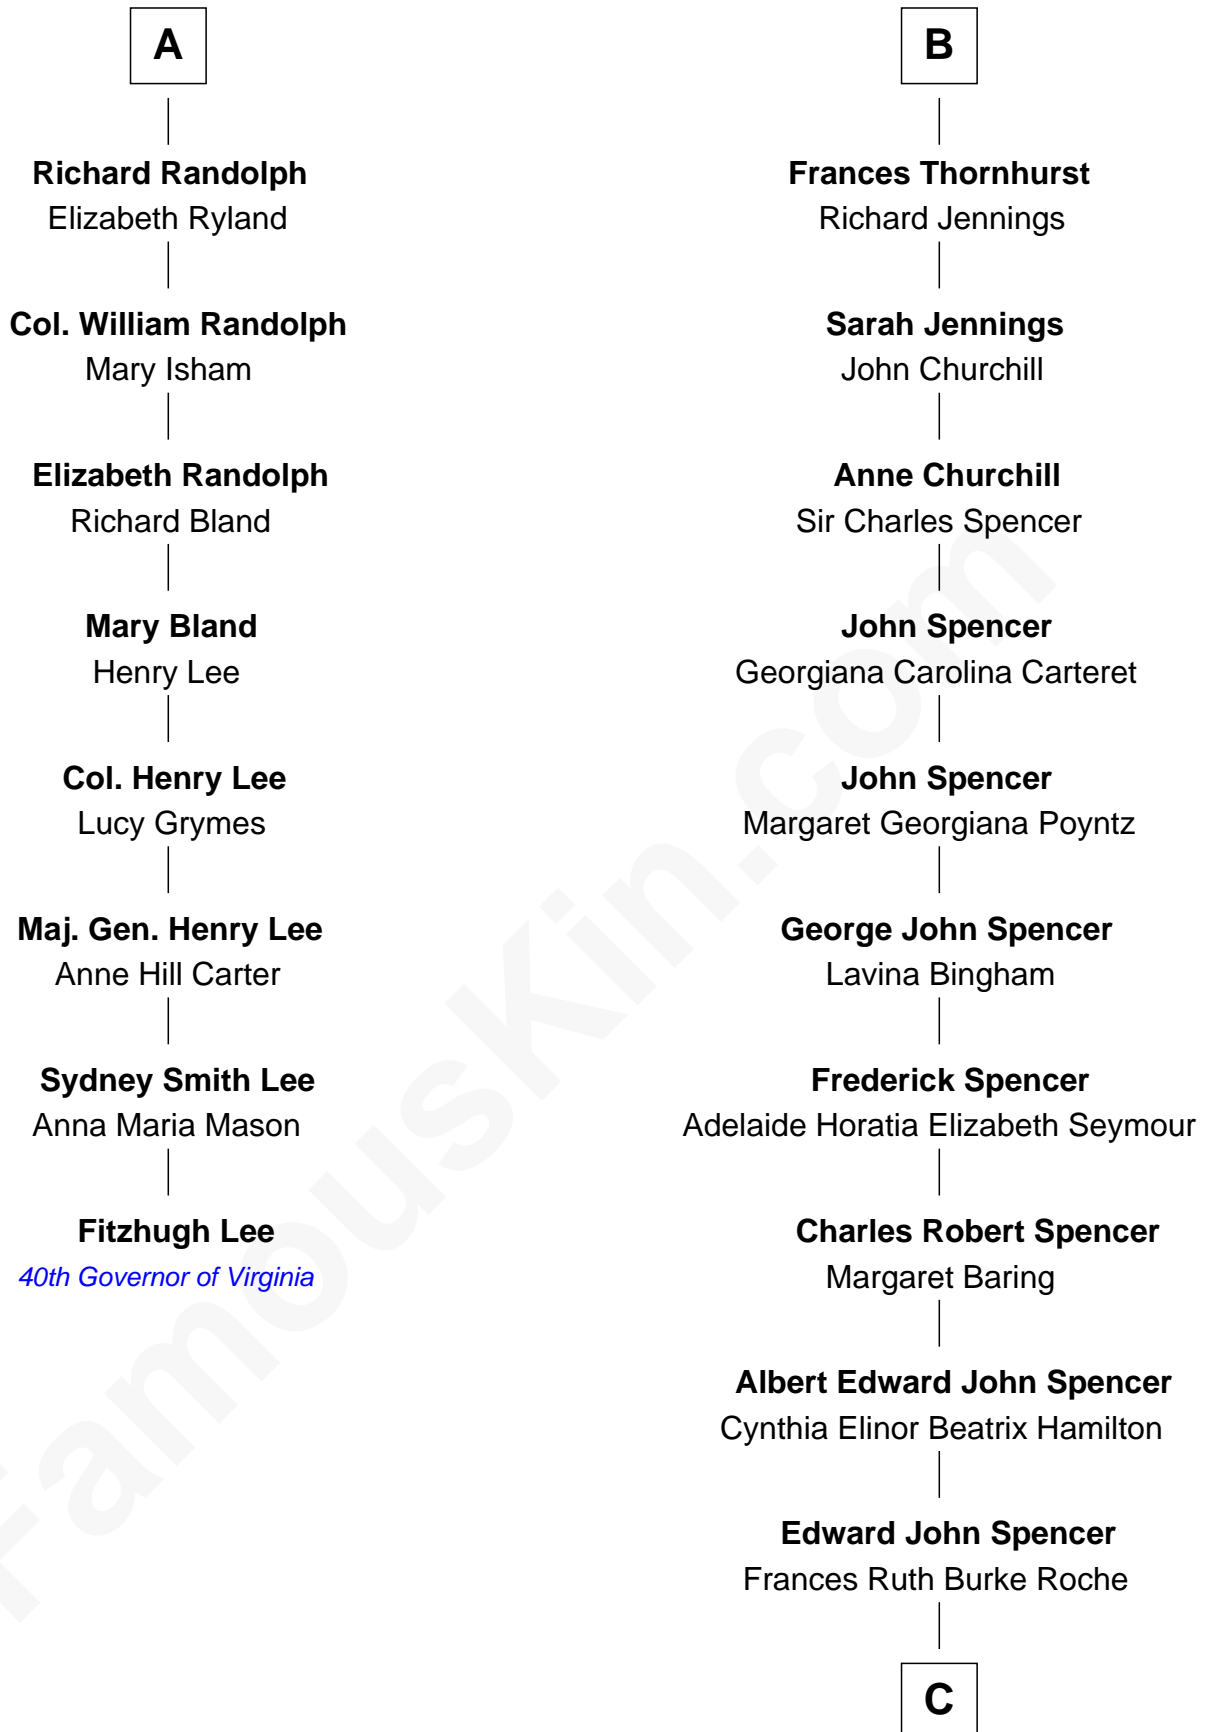 A
Richard Randolph
Elizabeth Ryland
Col. William Randolph
Mary Isham
Elizabeth Randolph
Richard Bland
Mary Bland
Henry Lee
Col. Henry Lee
Lucy Grymes
Maj. Gen. Henry Lee
Anne Hill Carter
Sydney Smith Lee
Anna Maria Mason
Fitzhugh Lee
40th Governor of Virginia
B
Frances Thornhurst
Richard Jennings
Sarah Jennings
John Churchill
Anne Churchill
Sir Charles Spencer
John Spencer
Georgiana Carolina Carteret
John Spencer
Margaret Georgiana Poyntz
George John Spencer
Lavina Bingham
Frederick Spencer
Adelaide Horatia Elizabeth Seymour
Charles Robert Spencer
Margaret Baring
Albert Edward John Spencer
Cynthia Elinor Beatrix Hamilton
Edward John Spencer
Frances Ruth Burke Roche
C
FamousKin.com